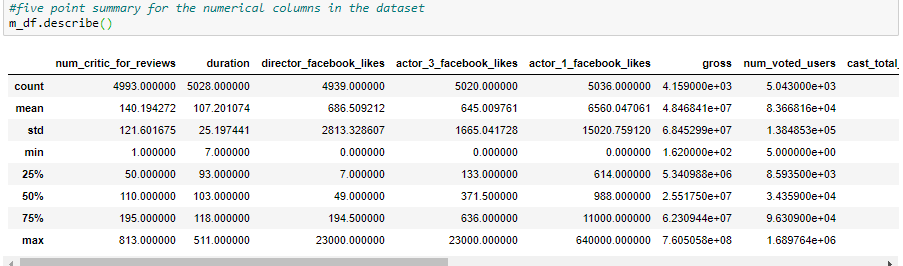 #five point summary for the numerical columns in the dataset
m_df.describe()
num_critic_for_reviews duration director_facebook_likes actor_3_facebook_likes actor_1_facebook_likes gross num_voted_users cast_total_
count 4993.000000 5028.000000 4939.000000 5020.000000 5036.000000 4.159000e+03 5.043000e+03
mean 140.194272 107.201074 686.509212 645.009761 6560.047061 4.846841e+07 8.366816e+04
std 121.601675 25.197441 2813.328607 1665.041728 15020.759120 6.845299e+07 1.384853e+05
min 1.000000 7.000000 0.000000 0.000000 0.000000 1.620000e+02 5.000000e+00
25% 50.000000 93.000000 7.000000 133.000000 614.000000 5.340988e+06 8.593500e+03
50% 110.000000 103.000000 49.000000 371.500000 988.000000 2.551750e+07 3.435900e+04
75% 195.000000 118.000000 194.500000 636.000000 11000.000000 6.230944e+07 9.630900e+04
max 813.000000 511.000000 23000.000000 23000.000000 640000.000000 7.605058e+08 1.689764e+06